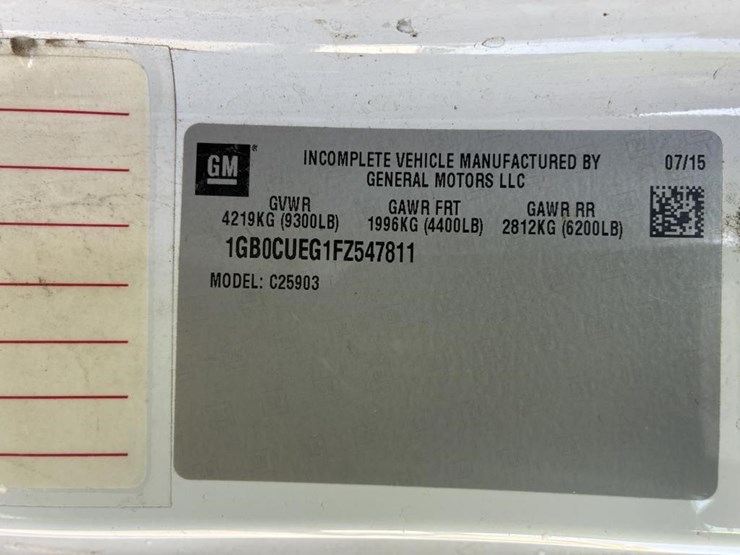 GM
INCOMPLETE VEHICLE MANUFACTURED BY 07/15
GENERAL MOTORS LLC
GVWR GAWR FRT GAWR RR
4219KG (9300LB) 1996KG (4400LB) 2812KG (6200LB)
1GB0CUEG1FZ547811
MODEL: C25903